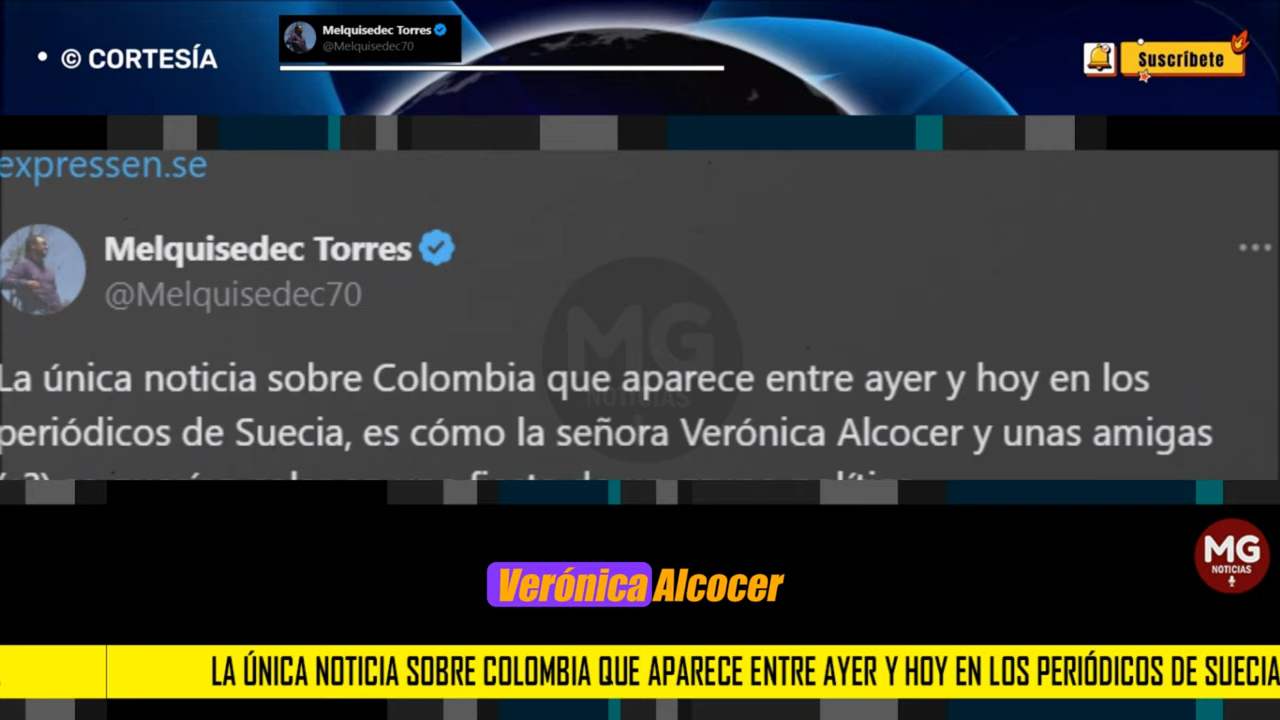 • © CORTESÍA
Melquisedec Torres
@Melquisedec70
Suscríbete
expressen.se
Melquisedec Torres
@Melquisedec70
La única noticia sobre Colombia que aparece entre ayer y hoy en los
periódicos de Suecia, es cómo la señora Verónica Alcocer y unas amigas
MG
NOTICIAS
Verónica Alcocer
MG
NOTICIAS
LA ÚNICA NOTICIA SOBRE COLOMBIA QUE APARECE ENTRE AYER Y HOY EN LOS PERIÓDICOS DE SUECIA